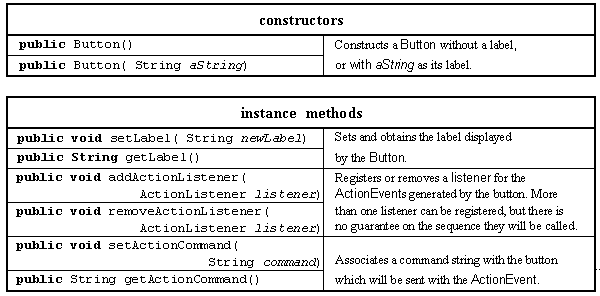 constructors
public Button()
public Button( String aString)
Constructs a Button without a label,
or with aString as its label.
instance methods
public void setLabel( String newLabel)
public String getLabel()
Sets and obtains the label displayed
by the Button.
public void addActionListener(
ActionListener listener)
public void removeActionListener(
ActionListener listener)
Registers or removes a listener for the
ActionEvents generated by the button. More
than one listener can be registered, but there is
no guarantee on the sequence they will be called.
public void setActionCommand(
String command)
public String getActionCommand()
Associates a command string with the button
which will be sent with the ActionEvent.